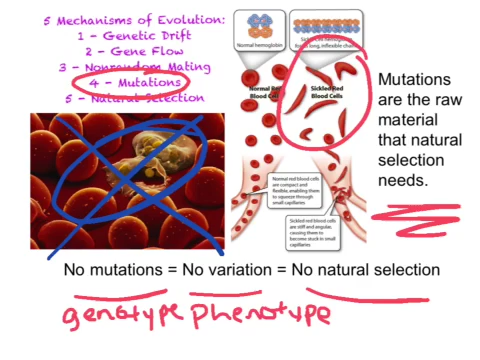 5 Mechanisms of Evolution:
1 - Genetic Drift
2 - Gene Flow
3 - Nonrandom Mating
4 - Mutations
5 - Natural Selection
Normal hemoglobin
Normal Red
Blood Cells
Sickled Red
Blood Cells
Normal red blood cells
are compact and
flexible, enabling them
to squeeze through
small capillaries
Sickled red blood cells
are stiff and angular,
causing them to
become stuck in small
capillaries
Mutations
are the raw
material
that natural
selection
needs.
No mutations = No variation = No natural selection
genotype phenotype